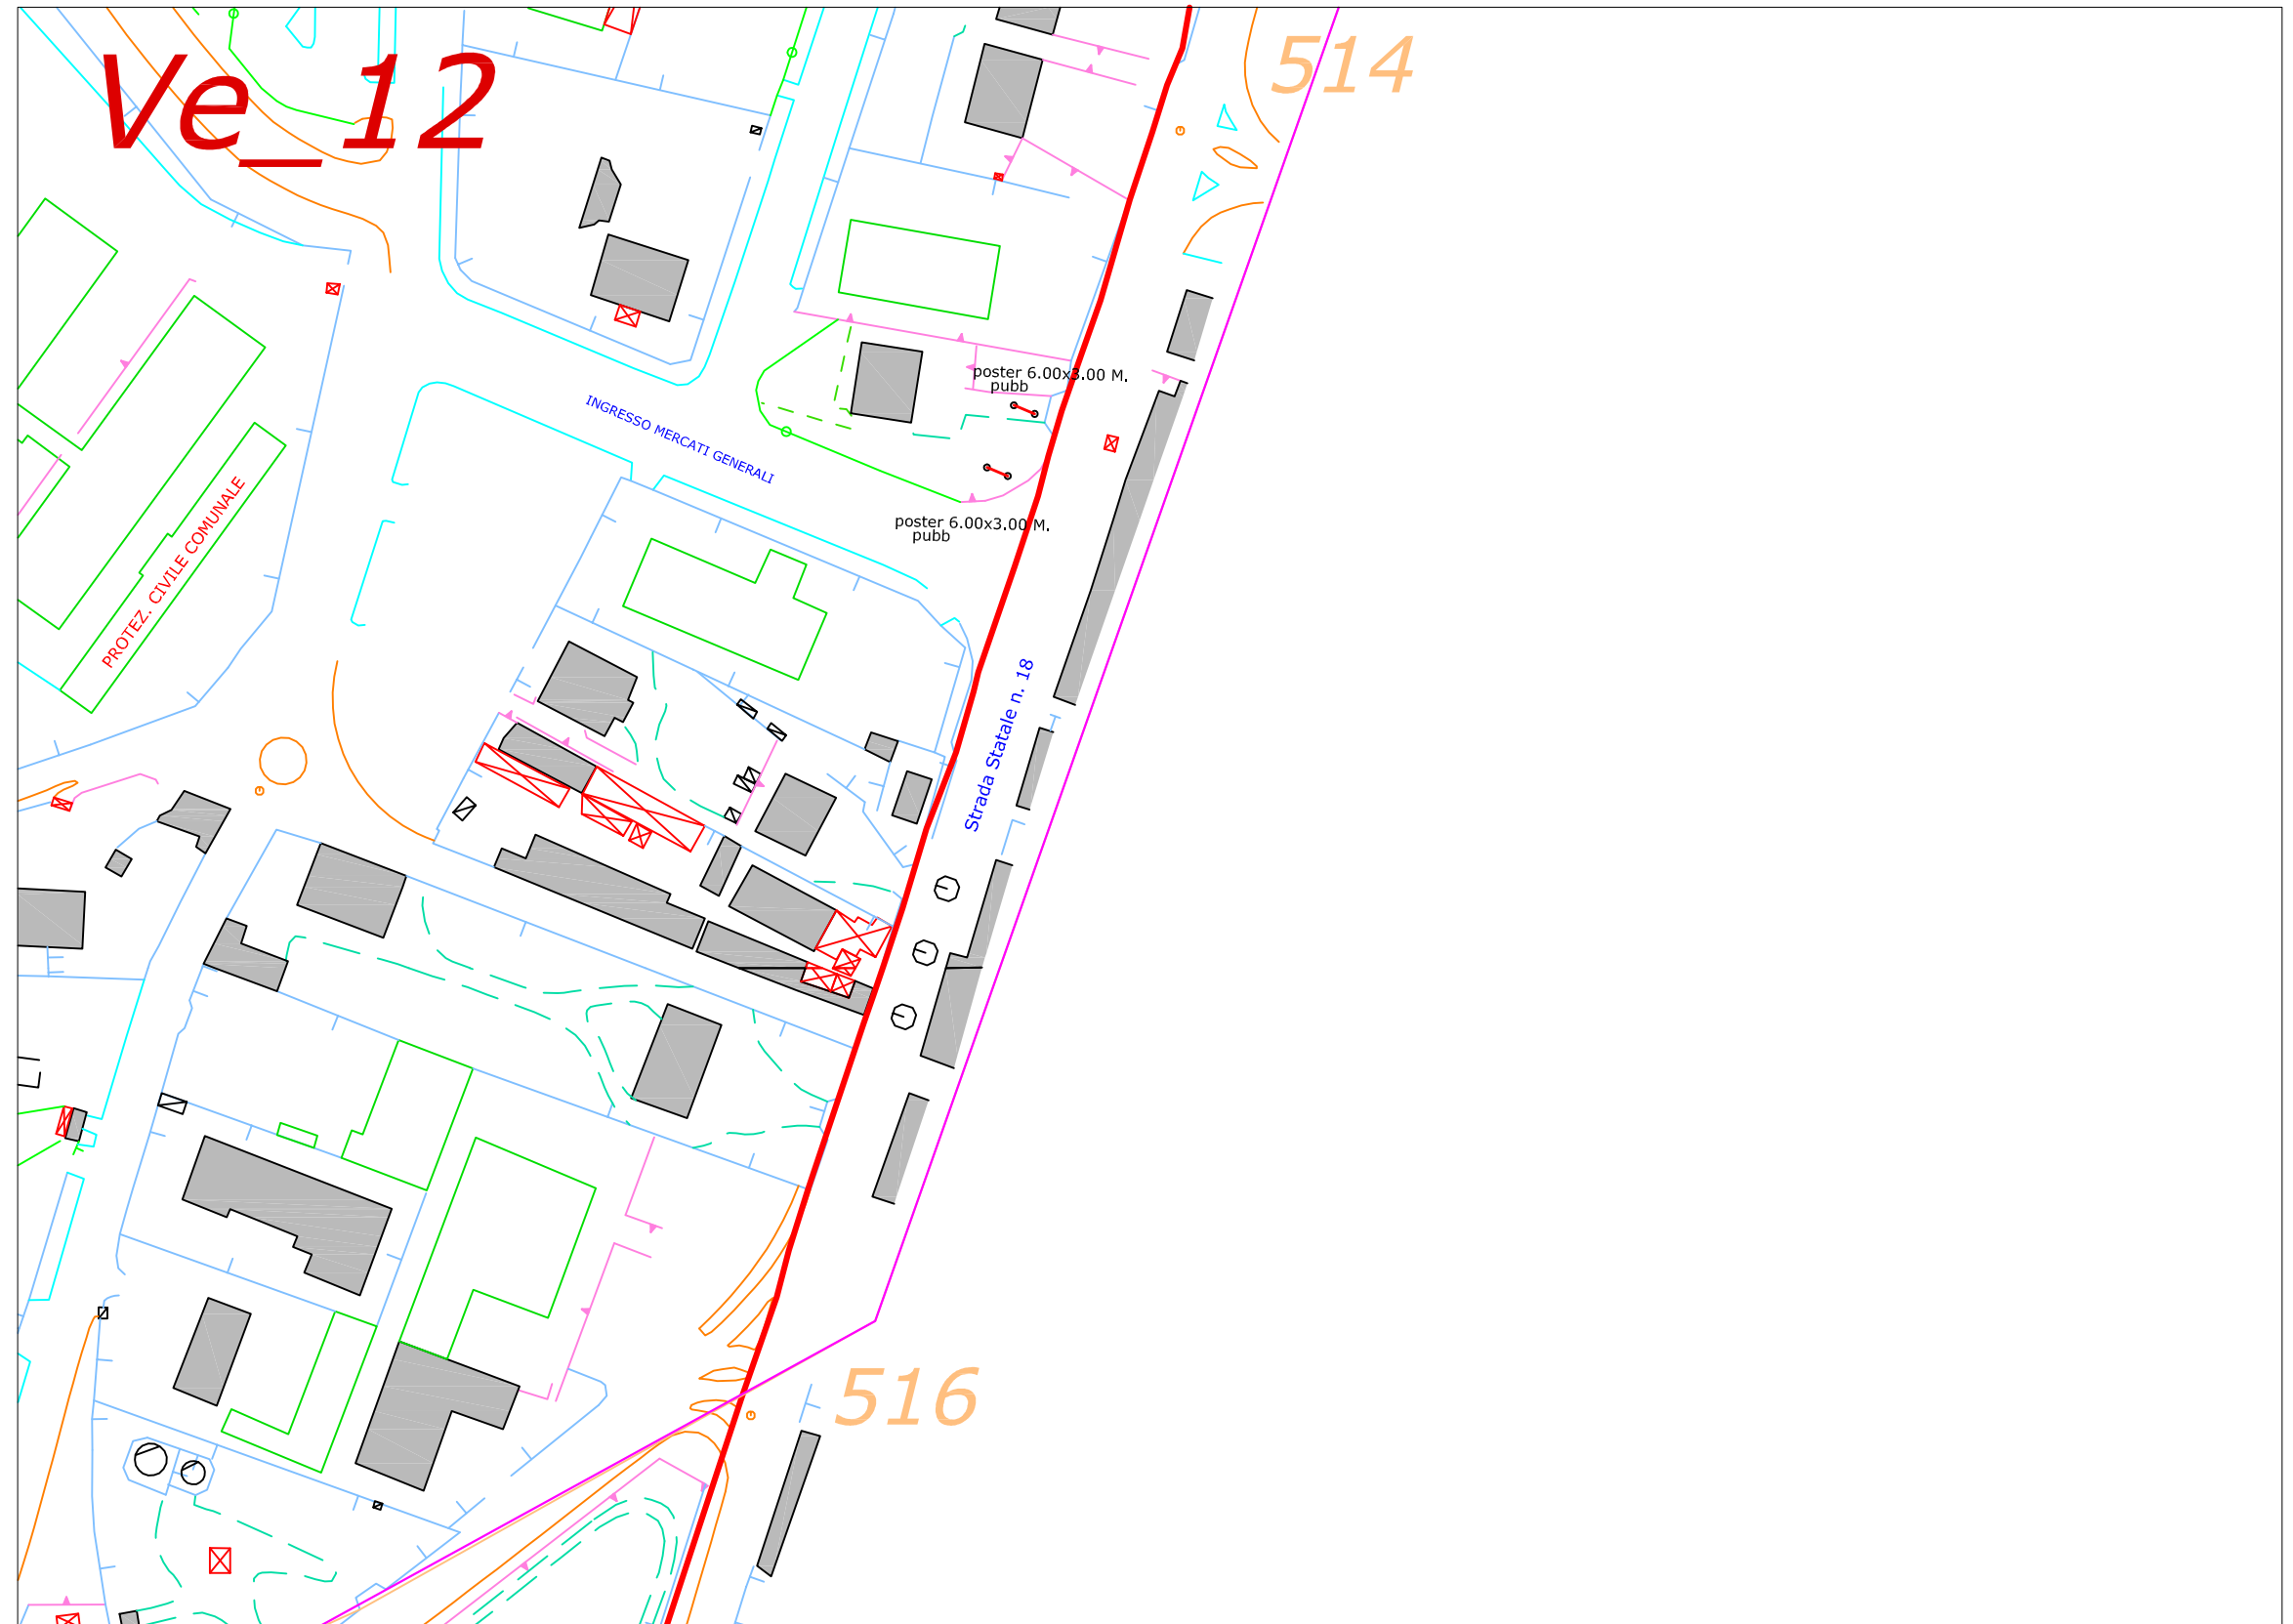 Ve_12
514
poster 6.00x3.00 M.
pubb
INGRESSO MERCATI GENERALI
PROTEZ. CIVILE COMUNALE
poster 6.00x3.00 M.
pubb
Strada Statale n. 18
516